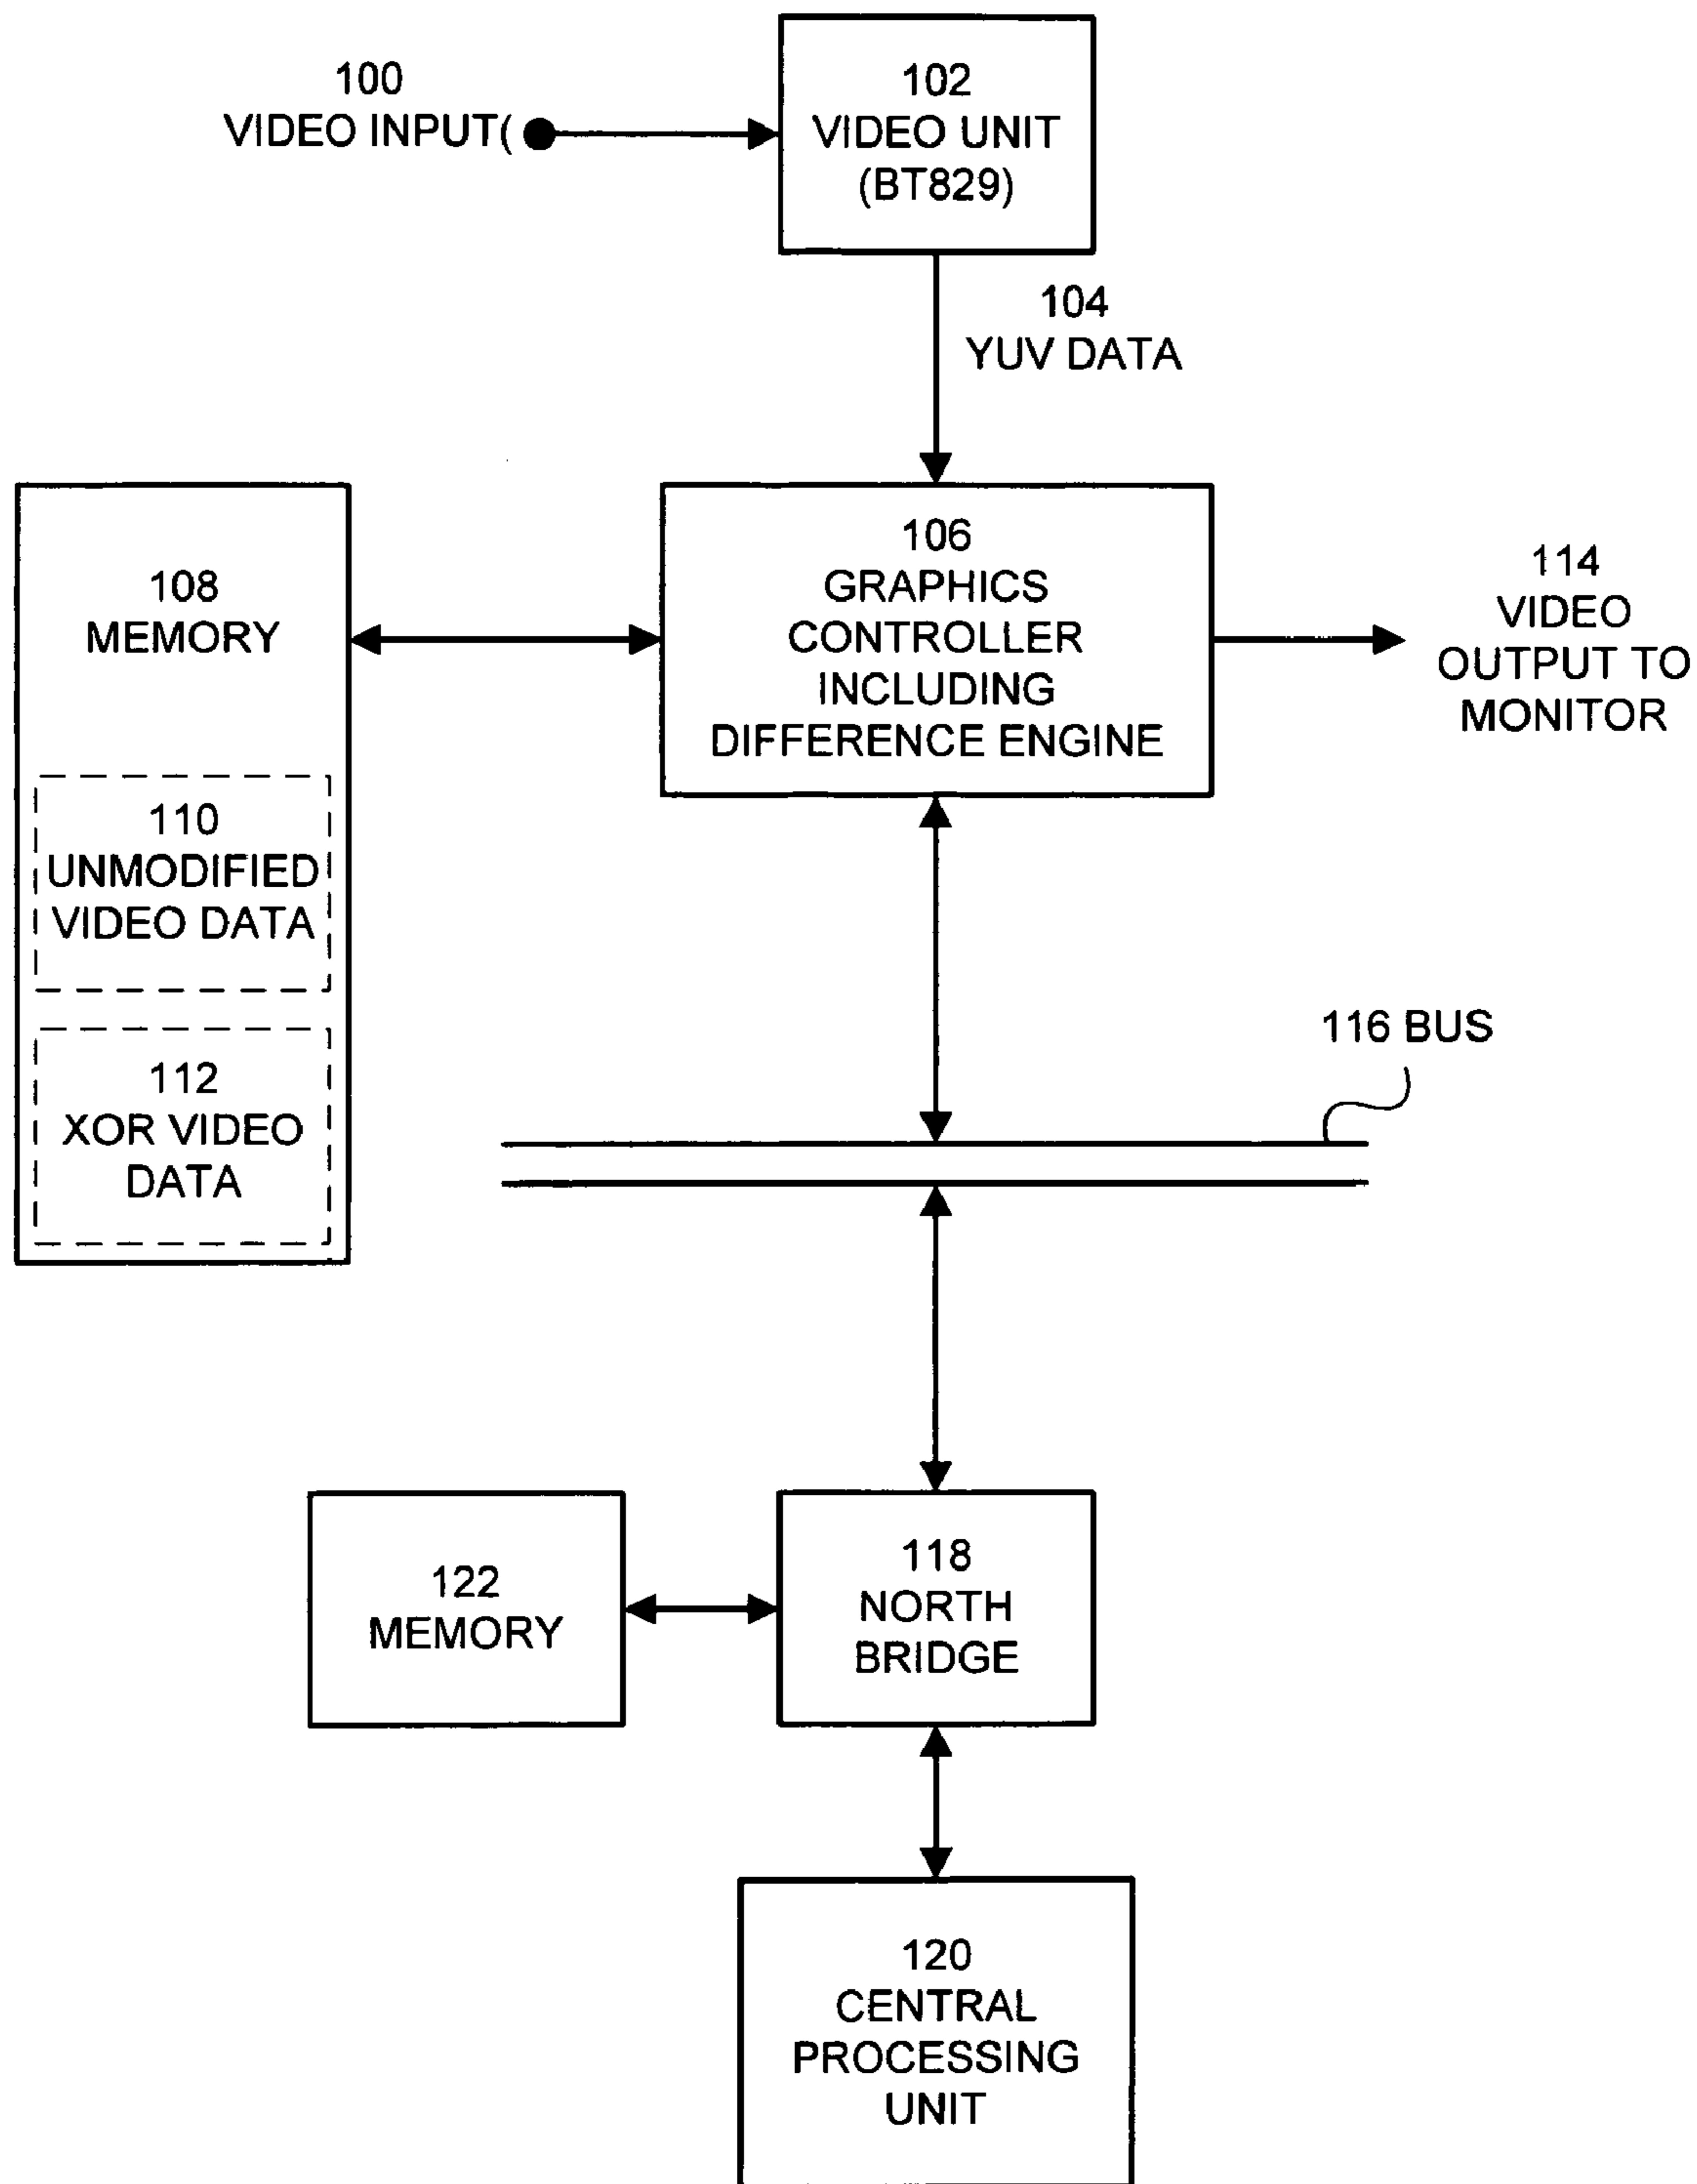 100
VIDEO INPUT(
102
VIDEO UNIT
(BT829)
104
YUV DATA
106
GRAPHICS
CONTROLLER
INCLUDING
DIFFERENCE ENGINE
108
MEMORY
114
VIDEO
OUTPUT TO
MONITOR
110
UNMODIFIED
VIDEO DATA
112
XOR VIDEO
DATA
116 BUS
118
NORTH
BRIDGE
122
MEMORY
120
CENTRAL
PROCESSING
UNIT